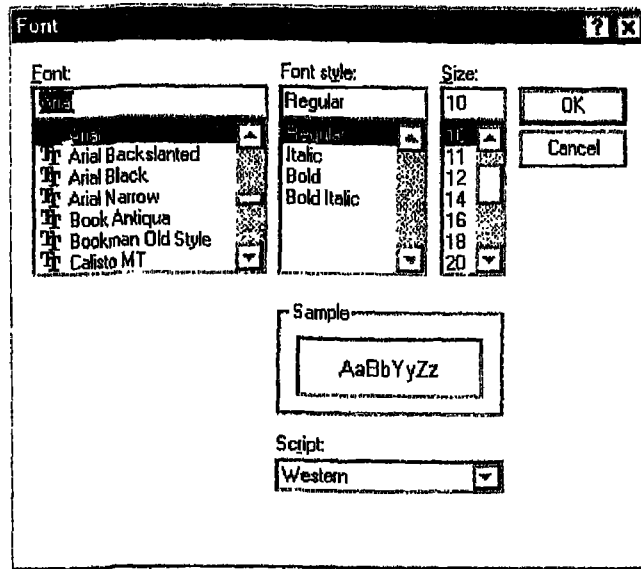 Font
Font:
Arial
Arial
Arial Backslanted
Arial Black
Arial Narrow
Book Antiqua
Bookman Old Style
Calisto MT
Font style:
Regular
Regular
Italic
Bold
Bold Italic
Size:
10
10
11
12
14
16
18
20
OK
Cancel
Sample
AaBbYyZz
Script:
Western